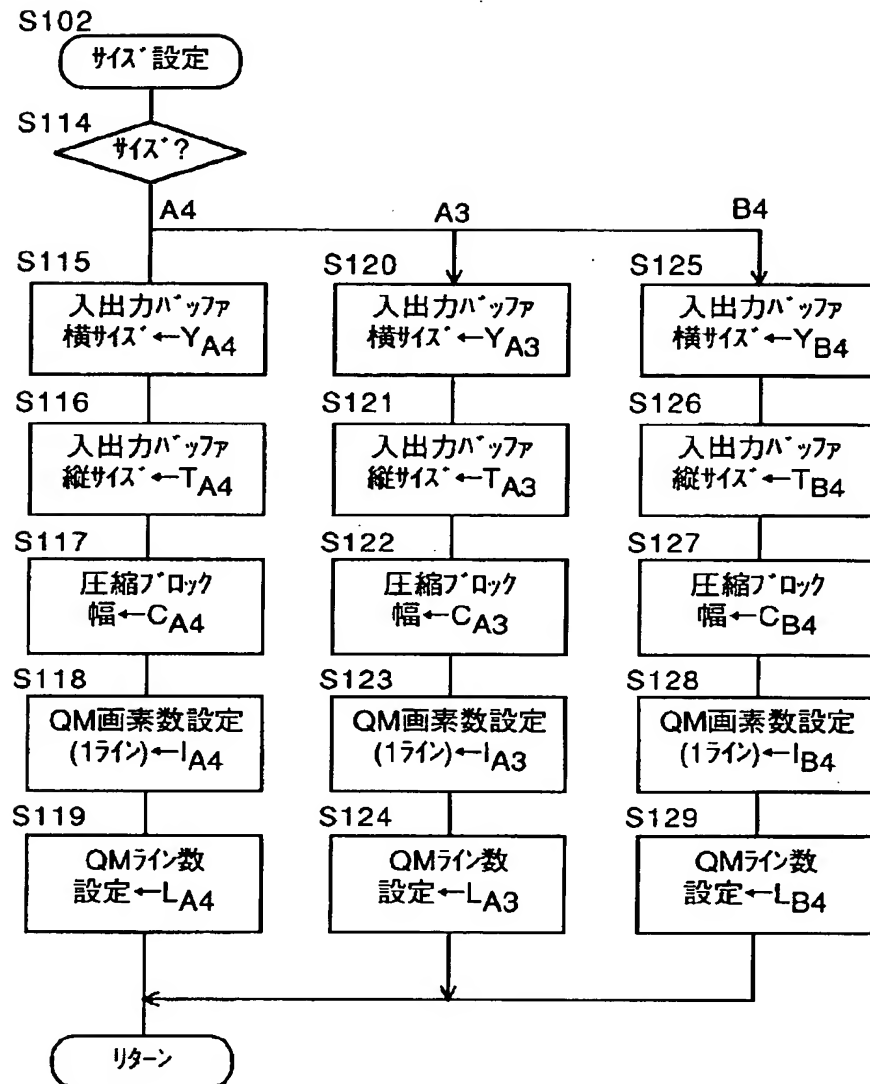 S102
サイズ設定
S114
サイズ?
A4
A3
B4
S115
入出力バッファ
横サイズ←YA4
S116
入出力バッファ
縦サイズ←TA4
S117
圧縮ブロック
幅←CA4
S118
QM画素数設定
(1ライン)←IA4
S119
QMライン数
設定←LA4
S120
入出力バッファ
横サイズ←YA3
S121
入出力バッファ
縦サイズ←TA3
S122
圧縮ブロック
幅←CA3
S123
QM画素数設定
(1ライン)←IA3
S124
QMライン数
設定←LA3
S125
入出力バッファ
横サイズ←YB4
S126
入出力バッファ
縦サイズ←TB4
S127
圧縮ブロック
幅←CB4
S128
QM画素数設定
(1ライン)←IB4
S129
QMライン数
設定←LB4
リターン